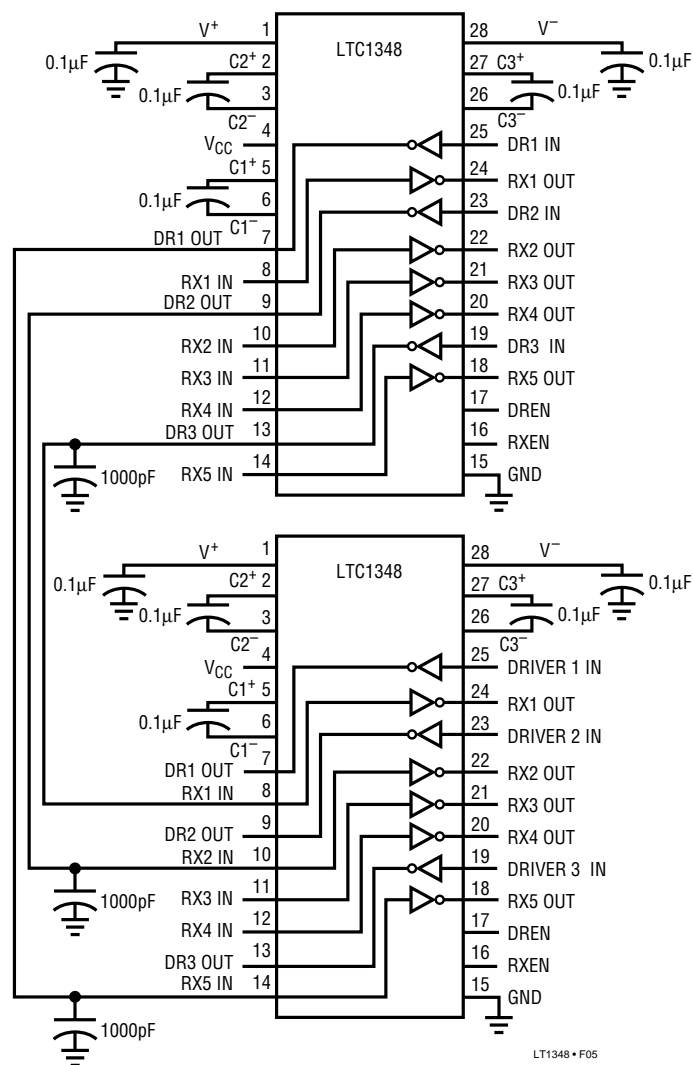 V+ 1 LTC1348 28 V−
0.1µF 0.1µF
C2+ 2 27 C3+
0.1µF 3 26 0.1µF
C2− C3−
VCC 4 25 DR1 IN
C1+ 5 24 RX1 OUT
0.1µF 6 23 DR2 IN
C1−
DR1 OUT 7 22 RX2 OUT
RX1 IN 8 21 RX3 OUT
DR2 OUT 9 20 RX4 OUT
RX2 IN 10 19 DR3 IN
RX3 IN 11 18 RX5 OUT
RX4 IN 12 17 DREN
DR3 OUT 13 16 RXEN
1000pF
RX5 IN 14 15 GND
V+ 1 LTC1348 28 V−
0.1µF 0.1µF
C2+ 2 27 C3+
0.1µF 3 26 0.1µF
C2− C3−
VCC 4 25 DRIVER 1 IN
C1+ 5 24 RX1 OUT
0.1µF 6 23 DRIVER 2 IN
C1−
DR1 OUT 7 22 RX2 OUT
RX1 IN 8 21 RX3 OUT
DR2 OUT 9 20 RX4 OUT
RX2 IN 10 19 DRIVER 3 IN
1000pF
RX3 IN 11 18 RX5 OUT
RX4 IN 12 17 DREN
DR3 OUT 13 16 RXEN
RX5 IN 14 15 GND
1000pF
LT1348 • F05